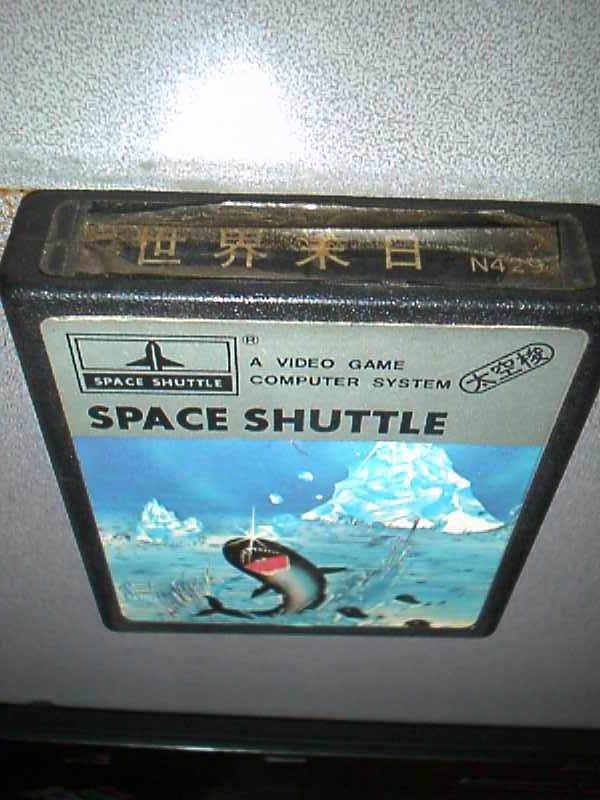 世界末日 N429
SPACE SHUTTLE ®
A VIDEO GAME
COMPUTER SYSTEM
太空梭
SPACE SHUTTLE